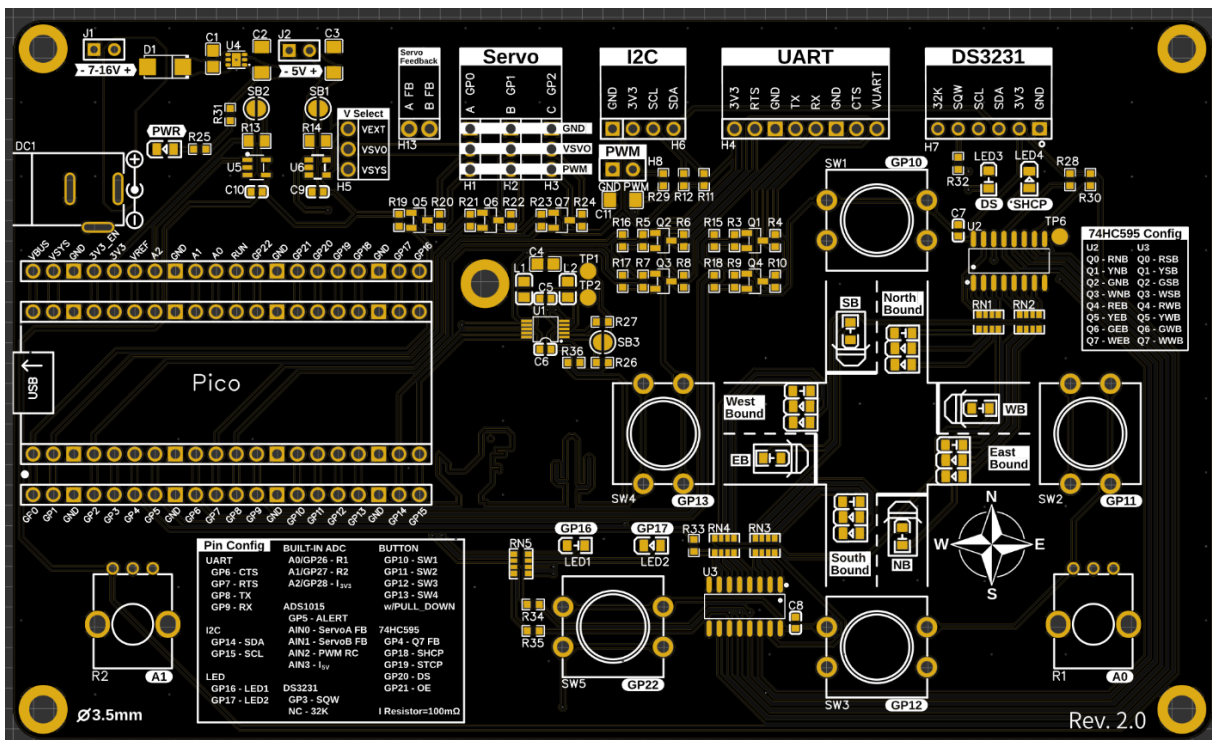 J1
- 7-16V +
D1
C1
U4
C2
J2
- 5V +
C3
Servo
Feedback
A FB
B FB
H13
Servo
A GP0
B GP1
C GP2
GND
VSVO
PWM
H1
H2
H3
I2C
GND
3V3
SCL
SDA
H6
UART
3V3
RTS
GND
TX
RX
GND
CTS
VUART
H4
DS3231
32K
SQW
SCL
SDA
3V3
GND
H7
SB2
SB1
R31
R13
R14
V Select
VEXT
VSVO
VSYS
H5
PWR
R25
DC1
U5
U6
C10
C9
PWM
H8
GND PWM
C11
R29
R12
R11
SW1
GP10
LED3
LED4
R32
DS
SHCP
R28
R30
R19
Q5
R20
R21
Q6
R22
R23
Q7
R24
R16
R5
Q2
R6
R15
R3
Q1
R4
R17
R7
Q3
R8
R18
R9
Q4
R10
C7
U2
TP6
74HC595 Config
U2 U3
Q0 - RNB Q0 - RSB
Q1 - YNB Q1 - YSB
Q2 - GNB Q2 - GSB
Q3 - WNB Q3 - WSB
Q4 - REB Q4 - RWB
Q5 - YEB Q5 - YWB
Q6 - GEB Q6 - GWB
Q7 - WEB Q7 - WWB
VBUS
VSYS
GND
3V3_EN
3V3
VREF
A2
GND
A1
A0
RUN
GP22
GND
GP21
GP20
GP19
GP18
GND
GP17
GP16
C4
L1
L2
TP1
TP2
C5
U1
C6
R27
SB3
R36
R26
RN1
RN2
SB
North
Bound
USB
Pico
West
Bound
EB
WB
East
Bound
SW4
GP13
SW2
GP11
GP0
GP1
GND
GP2
GP3
GP4
GP5
GND
GP6
GP7
GP8
GP9
GND
GP10
GP11
GP12
GP13
GND
GP14
GP15
South
Bound
NB
N
W
E
S
GP16
GP17
LED1
LED2
RN5
R33
RN4
RN3
U3
C8
R34
R35
SW5
GP22
SW3
GP12
R1
A0
R2
A1
Pin Config
UART
GP6 - CTS
GP7 - RTS
GP8 - TX
GP9 - RX
I2C
GP14 - SDA
GP15 - SCL
LED
GP16 - LED1
GP17 - LED2
BUILT-IN ADC
A0/GP26 - R1
A1/GP27 - R2
A2/GP28 - I3V3
ADS1015
GP5 - ALERT
AIN0 - ServoA FB
AIN1 - ServoB FB
AIN2 - PWM RC
AIN3 - I5V
DS3231
GP3 - SQW
NC - 32K
BUTTON
GP10 - SW1
GP11 - SW2
GP12 - SW3
GP13 - SW4
w/PULL_DOWN
74HC595
GP4 - Q7 FB
GP18 - SHCP
GP19 - STCP
GP20 - DS
GP21 - OE
I Resistor=100mΩ
Ø3.5mm
Rev. 2.0